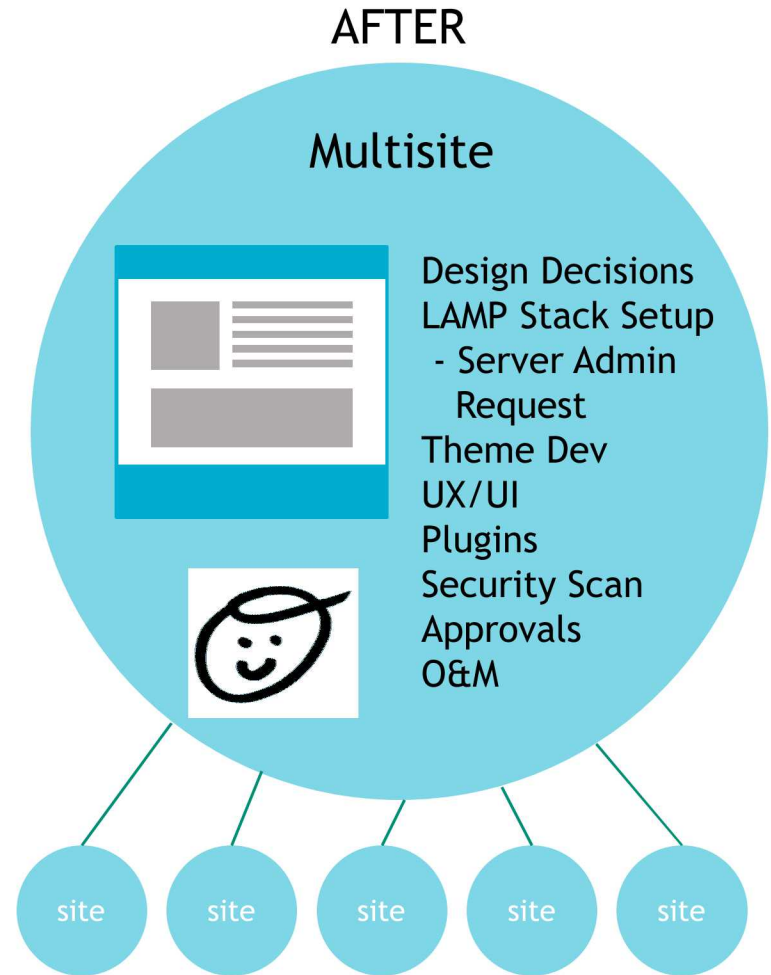 AFTER
Multisite
Design Decisions
LAMP Stack Setup
- Server Admin
Request
Theme Dev
UX/UI
Plugins
Security Scan
Approvals
O&M
site
site
site
site
site